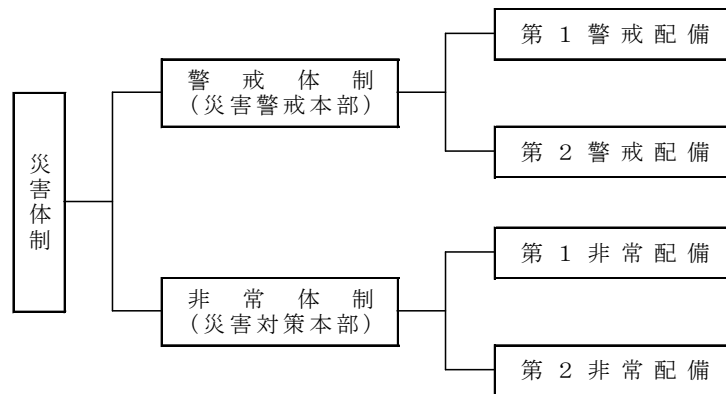 災害体制
警戒体制
（災害警戒本部）
非常体制
（災害対策本部）
第１警戒配備
第２警戒配備
第１非常配備
第２非常配備